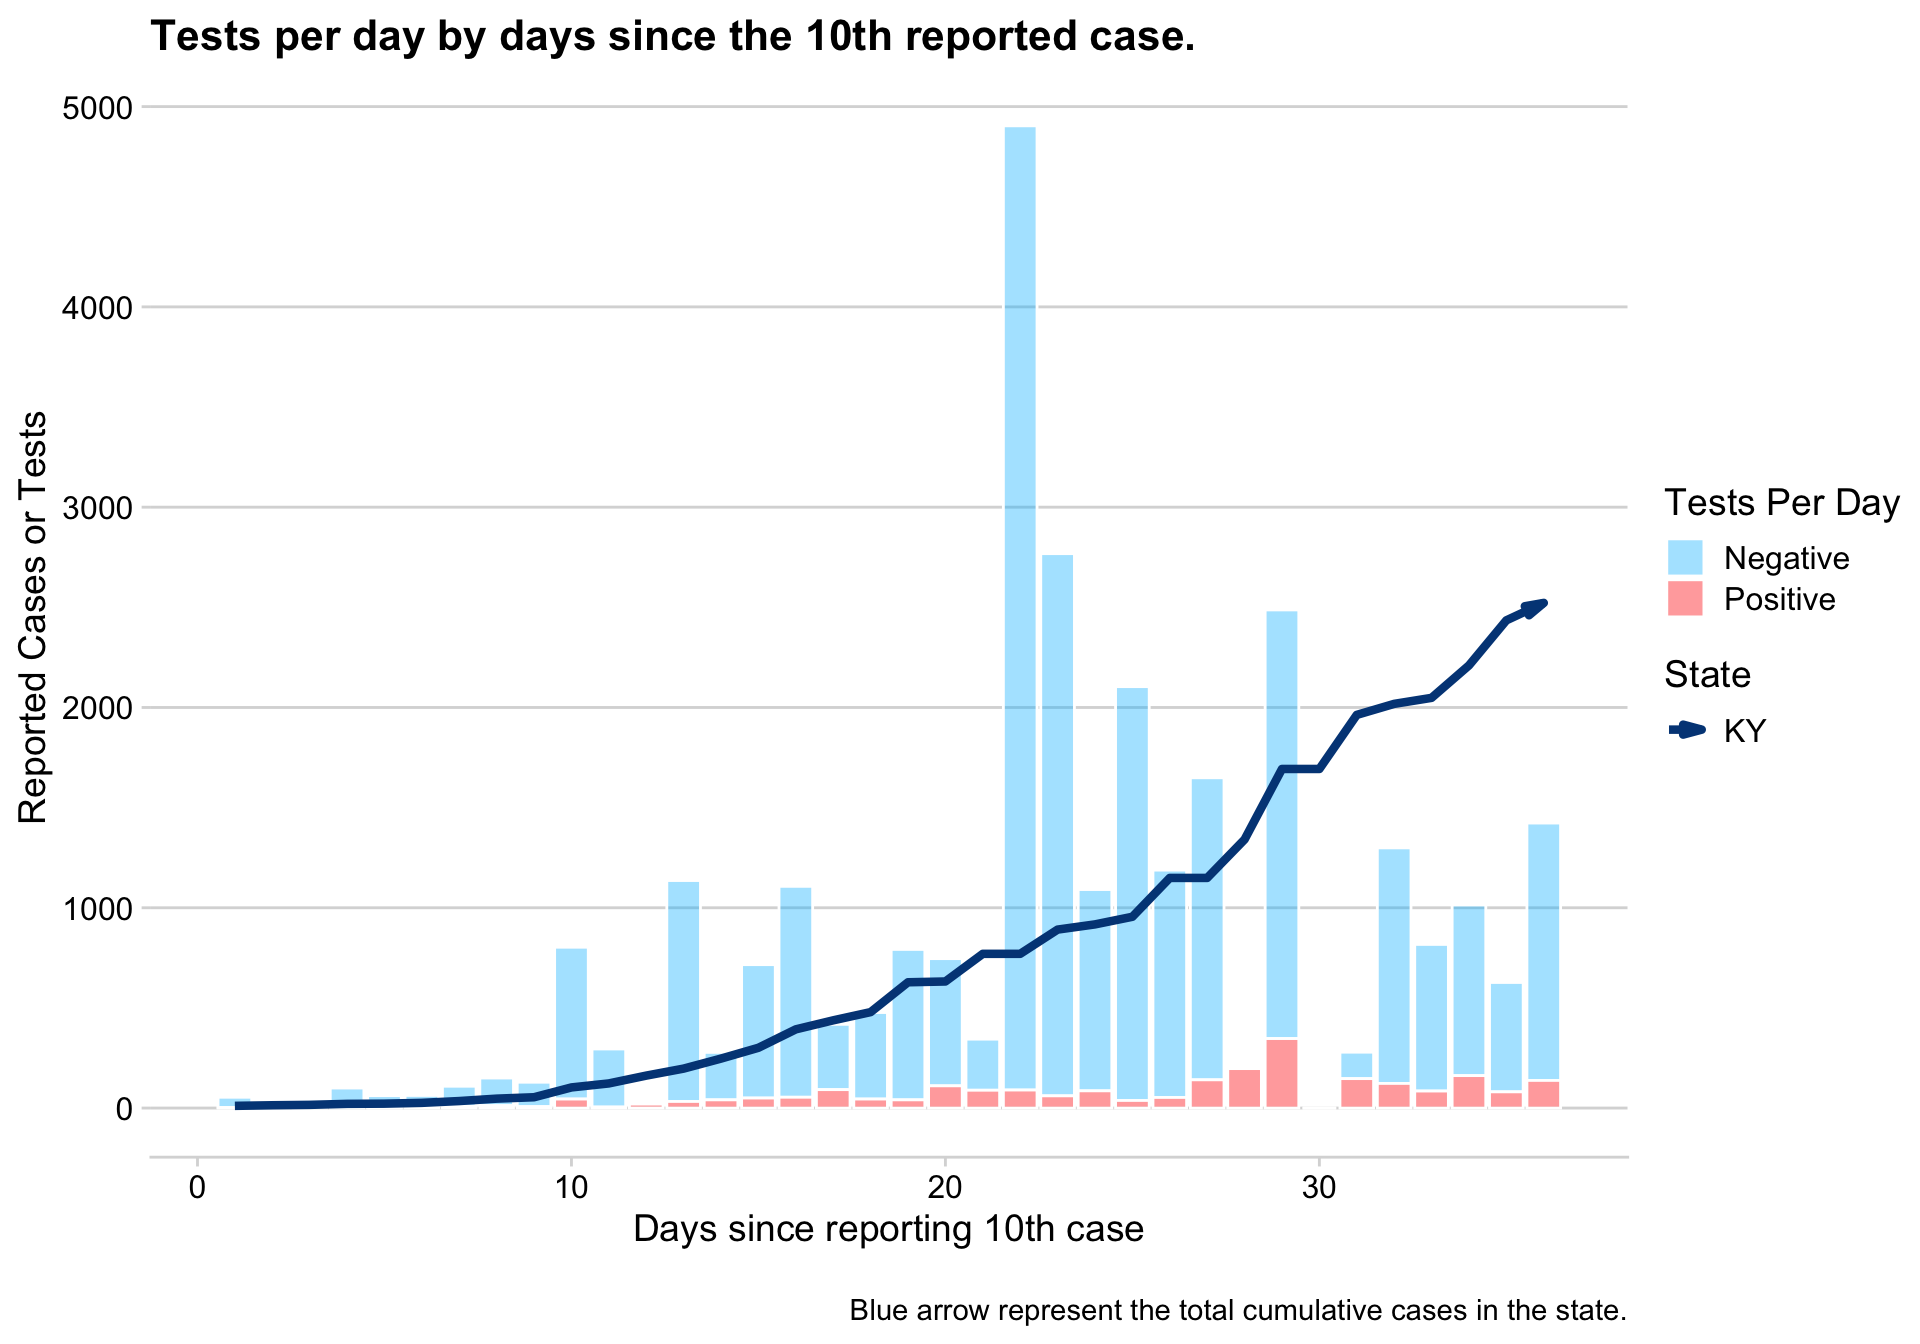 Tests per day by days since the 10th reported case.
5000
4000
3000
2000
1000
0
Reported Cases or Tests
0 10 20 30
Days since reporting 10th case
Tests Per Day
Negative
Positive
State
KY
Blue arrow represent the total cumulative cases in the state.